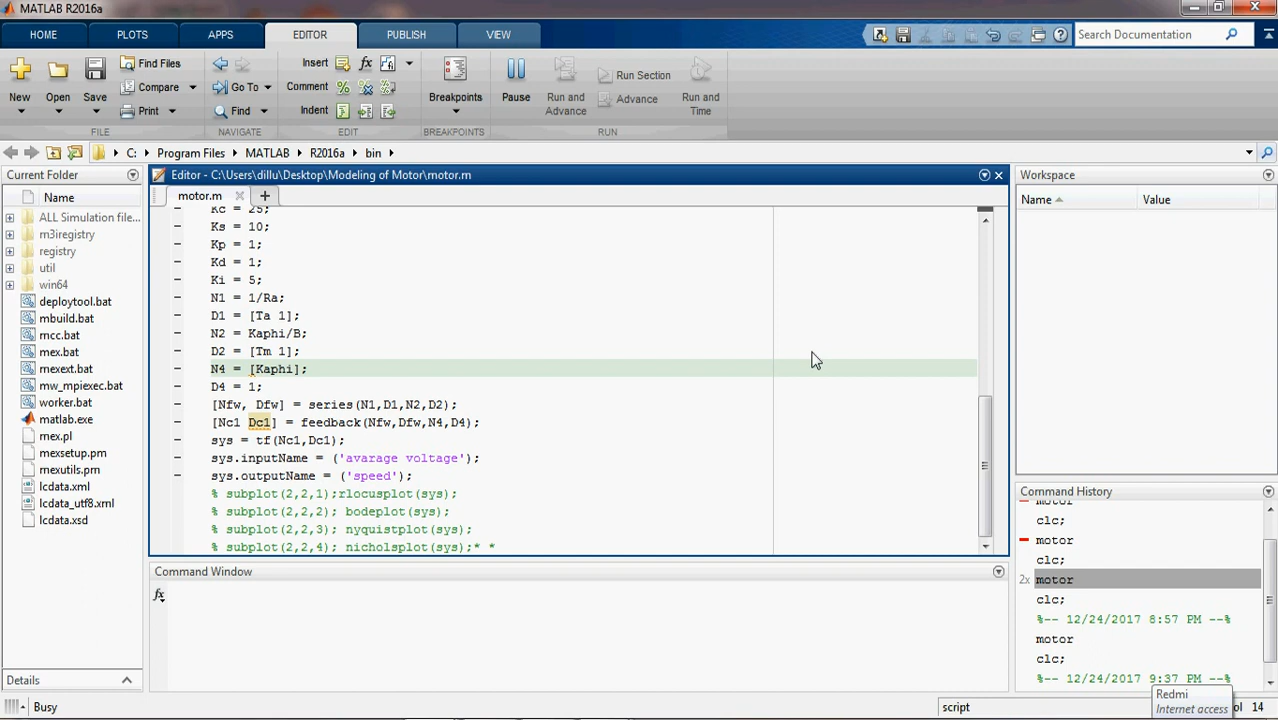 MATLAB R2016a
HOME PLOTS APPS EDITOR PUBLISH VIEW Search Documentation
Find Files Insert fx Run Section
Compare Go To Comment
New Open Save Print Find Indent Breakpoints Pause Run and Advance Advance Run and Time
FILE NAVIGATE EDIT BREAKPOINTS RUN
C: Program Files MATLAB R2016a bin
Current Folder
Name
ALL Simulation file...
m3iregistry
registry
util
win64
deploytool.bat
mbuild.bat
mcc.bat
mex.bat
mexext.bat
mw_mpiexec.bat
worker.bat
matlab.exe
mex.pl
mexsetup.pm
mexutils.pm
lcdata.xml
lcdata_utf8.xml
lcdata.xsd
Details
Editor - C:\Users\dillu\Desktop\Modeling of Motor\motor.m
motor.m
Kc = 25;
Ks = 10;
Kp = 1;
Kd = 1;
Ki = 5;
N1 = 1/Ra;
D1 = [Ta 1];
N2 = Kaphi/B;
D2 = [Tm 1];
N4 = [Kaphi];
D4 = 1;
[Nfw, Dfw] = series(N1,D1,N2,D2);
[Nc1 Dc1] = feedback(Nfw,Dfw,N4,D4);
sys = tf(Nc1,Dc1);
sys.inputName = ('avarage voltage');
sys.outputName = ('speed');
% subplot(2,2,1);rlocusplot(sys);
% subplot(2,2,2); bodeplot(sys);
% subplot(2,2,3); nyquistplot(sys);
% subplot(2,2,4); nicholsplot(sys);* *
Command Window
fx
Workspace
Name Value
Command History
motor
clc;
motor
clc;
2x motor
clc;
%-- 12/24/2017 8:57 PM --%
motor
clc;
%-- 12/24/2017 9:37 PM --%
Redmi
Internet access
Busy script ol 14